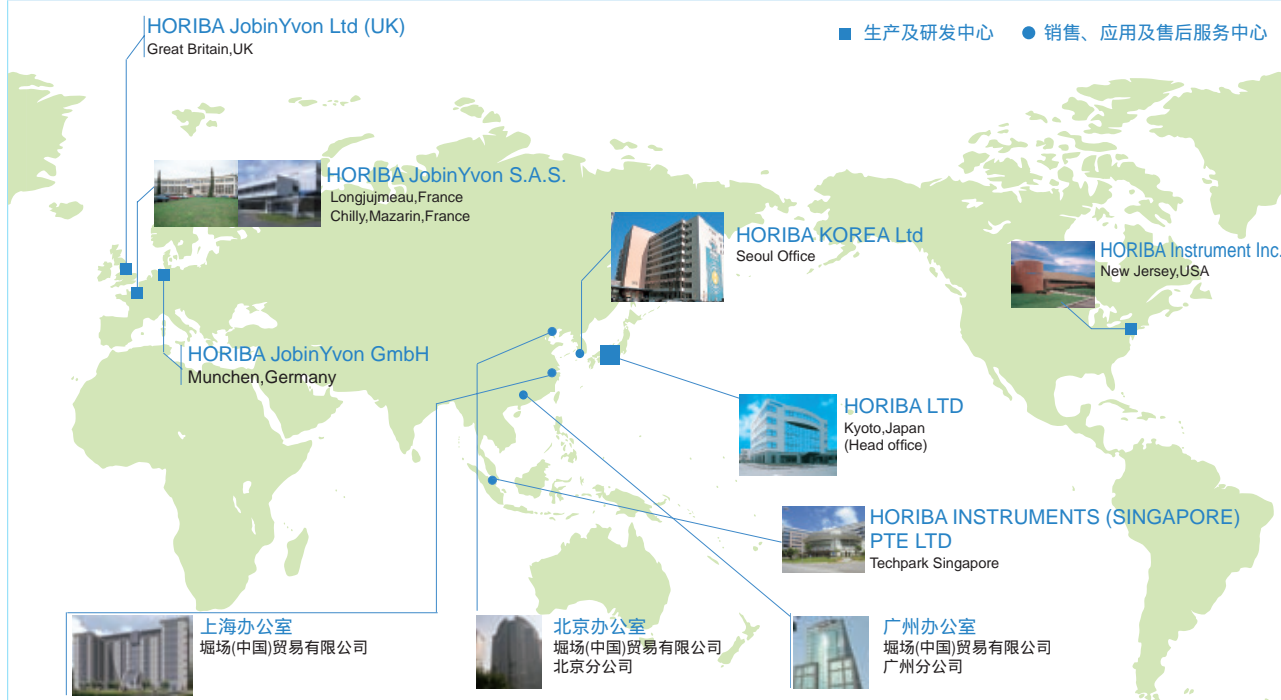 HORIBA JobinYvon Ltd (UK)
Great Britain,UK
生产及研发中心
销售、应用及售后服务中心
HORIBA JobinYvon S.A.S.
Longjujmeau,France
Chilly,Mazarin,France
HORIBA KOREA Ltd
Seoul Office
HORIBA Instrument Inc.
New Jersey,USA
HORIBA JobinYvon GmbH
Munchen,Germany
HORIBA LTD
Kyoto,Japan
(Head office)
HORIBA INSTRUMENTS (SINGAPORE)
PTE LTD
Techpark Singapore
上海办公室
堀场(中国)贸易有限公司
北京办公室
堀场(中国)贸易有限公司
北京分公司
广州办公室
堀场(中国)贸易有限公司
广州分公司